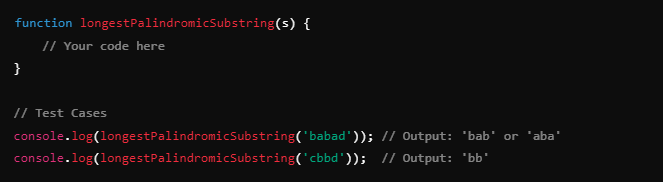 function longestPalindromicSubstring(s) {
    // Your code here
}
// Test Cases
console.log(longestPalindromicSubstring('babad')); // Output: 'bab' or 'aba'
console.log(longestPalindromicSubstring('cbbd'));  // Output: 'bb'